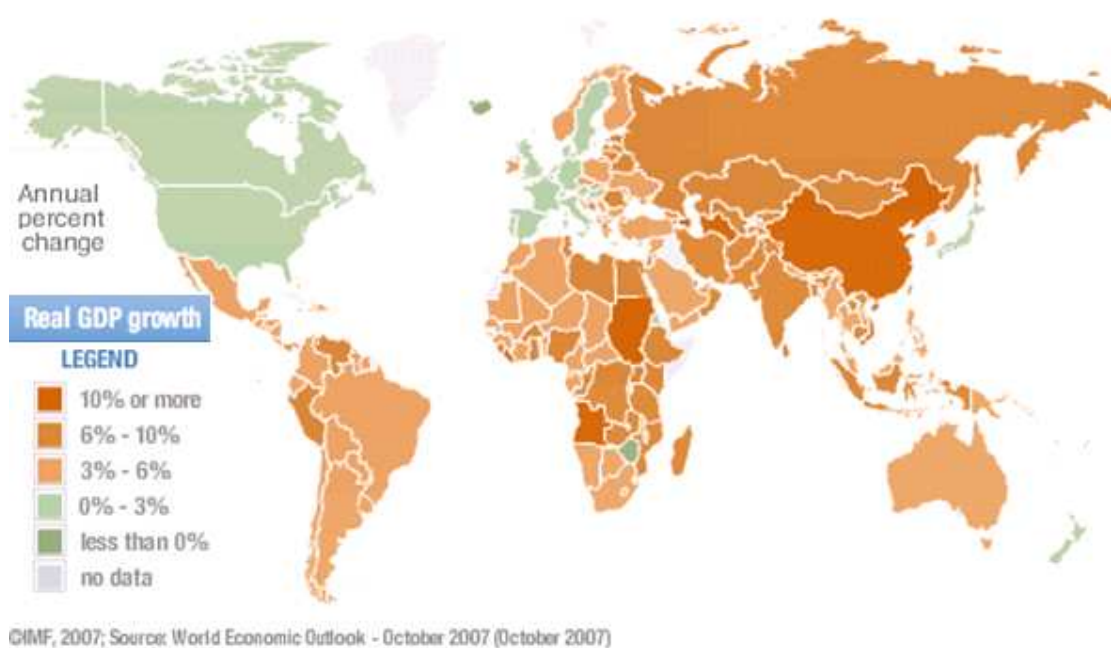 Annual
percent
change
Real GDP growth
LEGEND
10% or more
6% - 10%
3% - 6%
0% - 3%
less than 0%
no data
©IMF, 2007; Source: World Economic Outlook - October 2007 (October 2007)